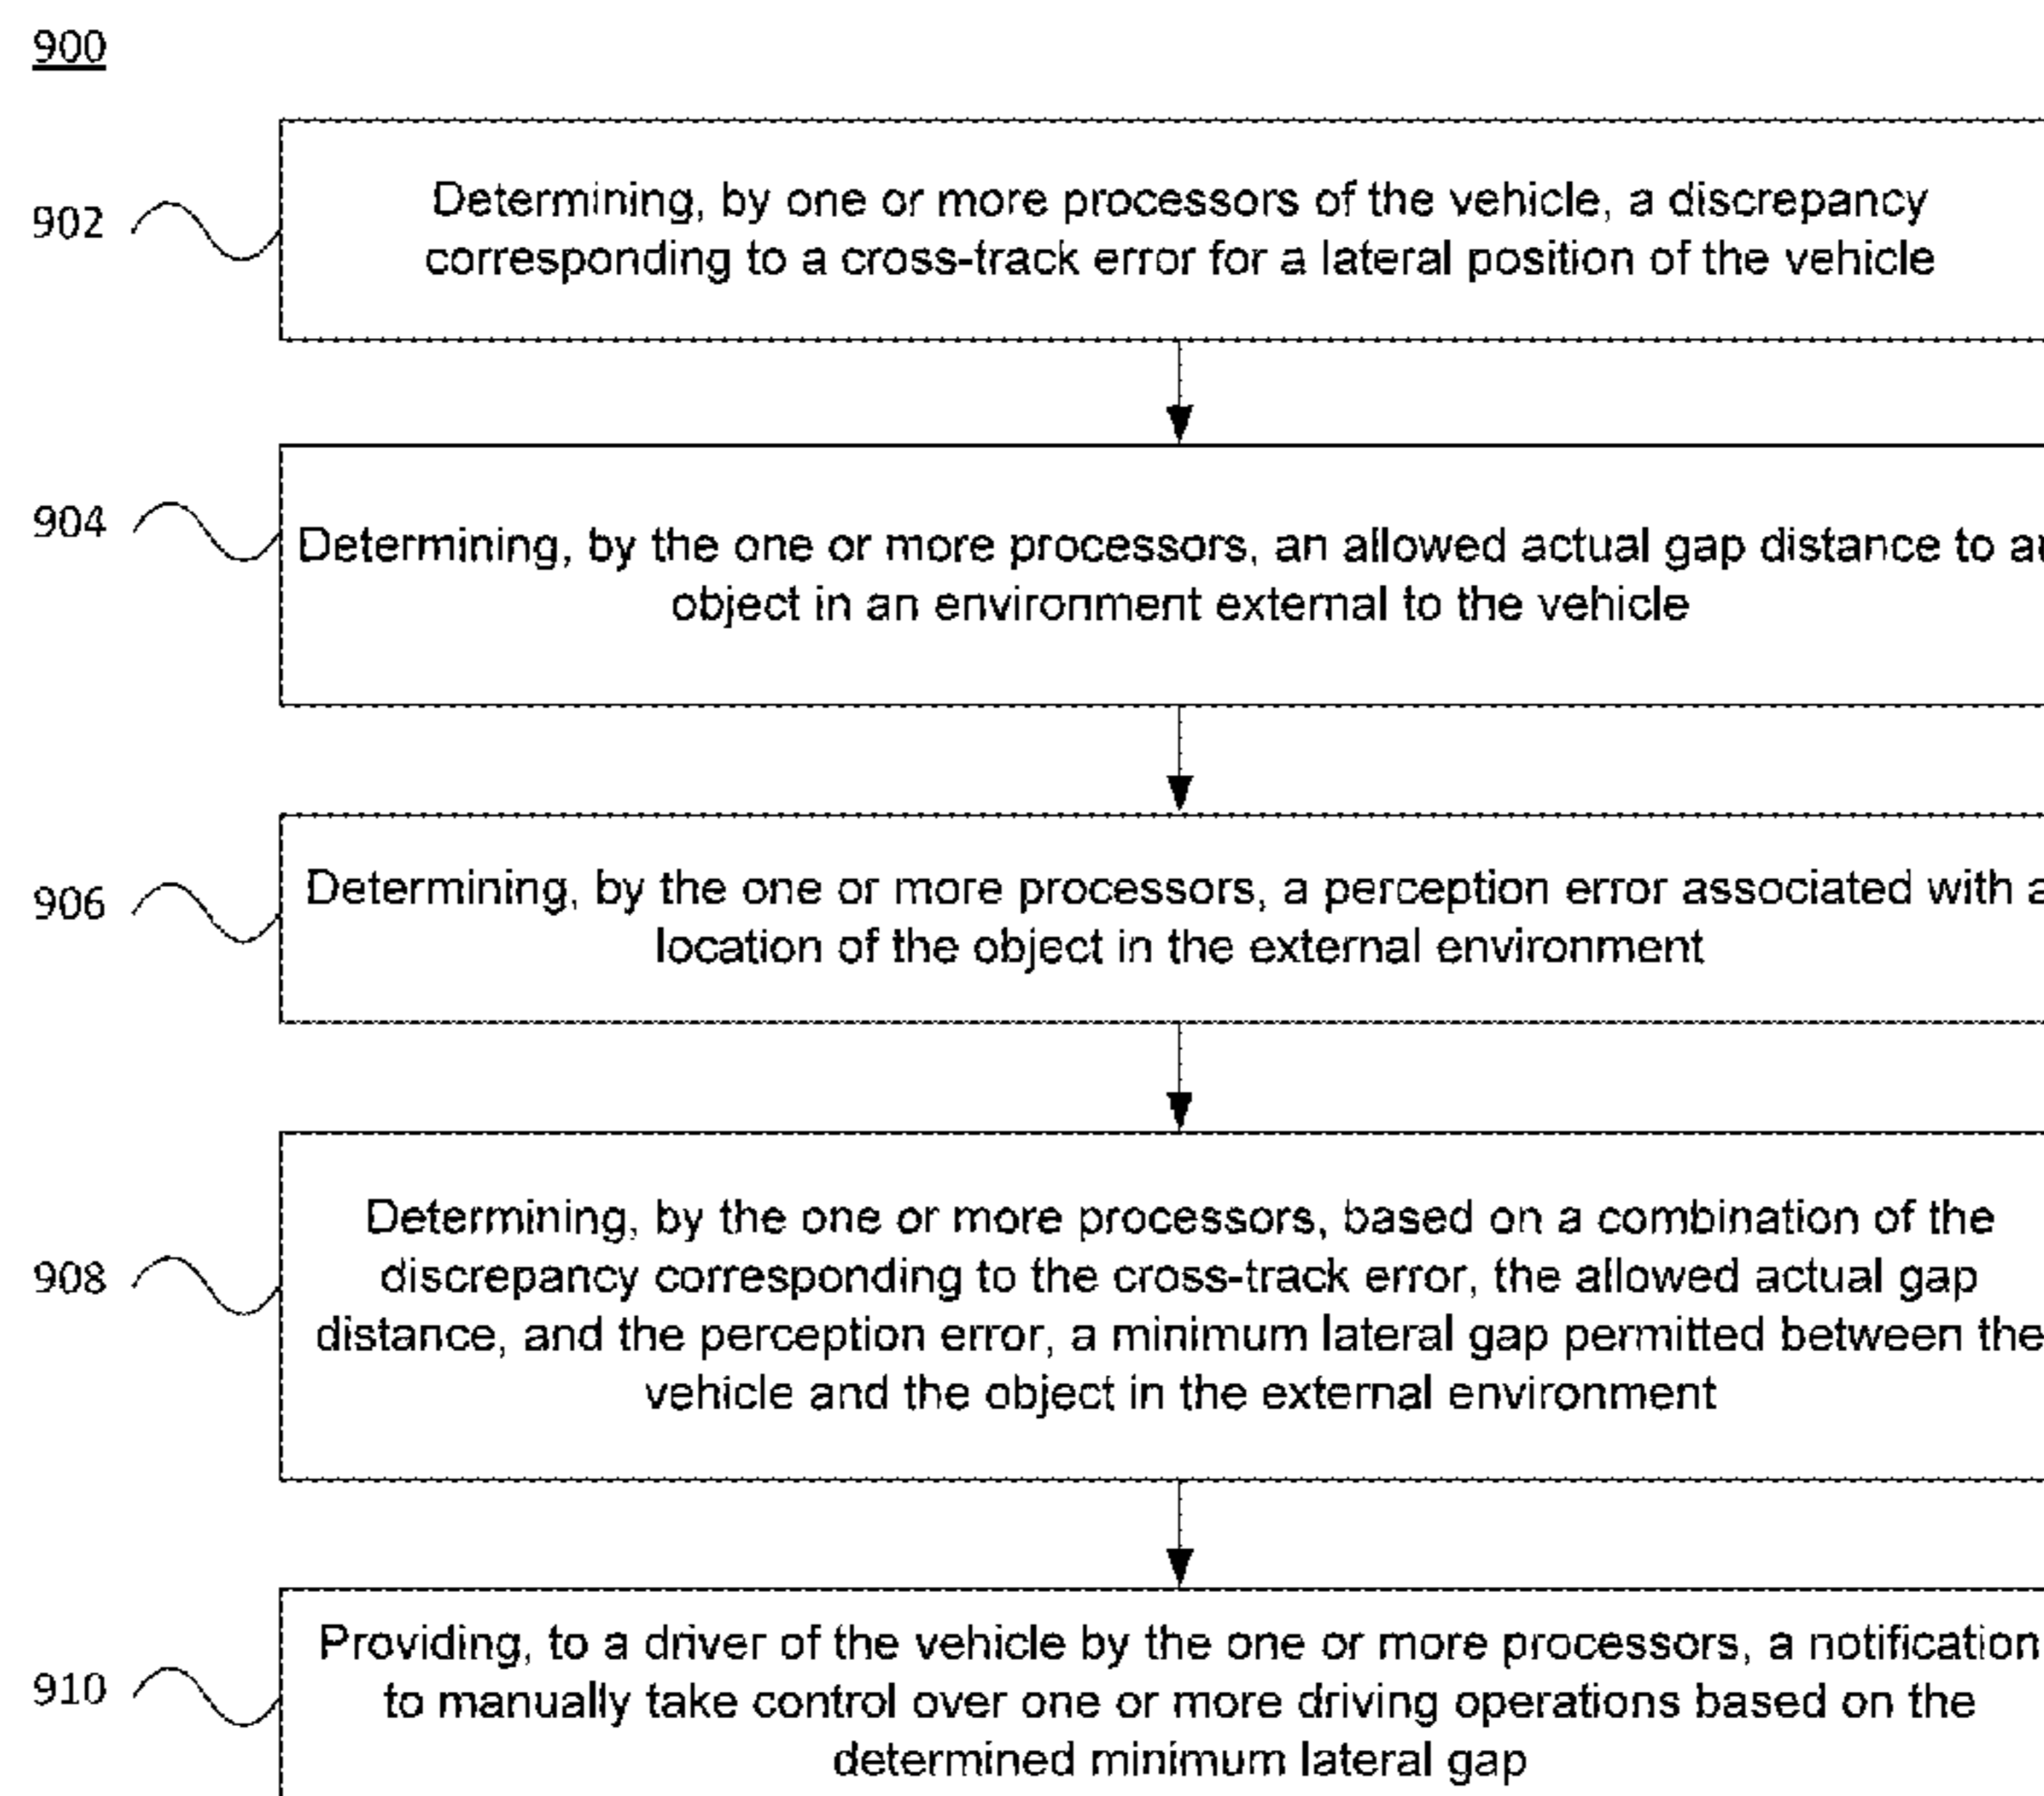 900
902
Determining, by one or more processors of the vehicle, a discrepancy
corresponding to a cross-track error for a lateral position of the vehicle
904
Determining, by the one or more processors, an allowed actual gap distance to
object in an environment external to the vehicle
906
Determining, by the one or more processors, a perception error associated with a
location of the object in the external environment
908
Determining, by the one or more processors, based on a combination of the
discrepancy corresponding to the cross-track error, the allowed actual gap
distance, and the perception error, a minimum lateral gap permitted between the
vehicle and the object in the external environment
910
Providing, to a driver of the vehicle by the one or more processors, a notification
to manually take control over one or more driving operations based on the
determined minimum lateral gap